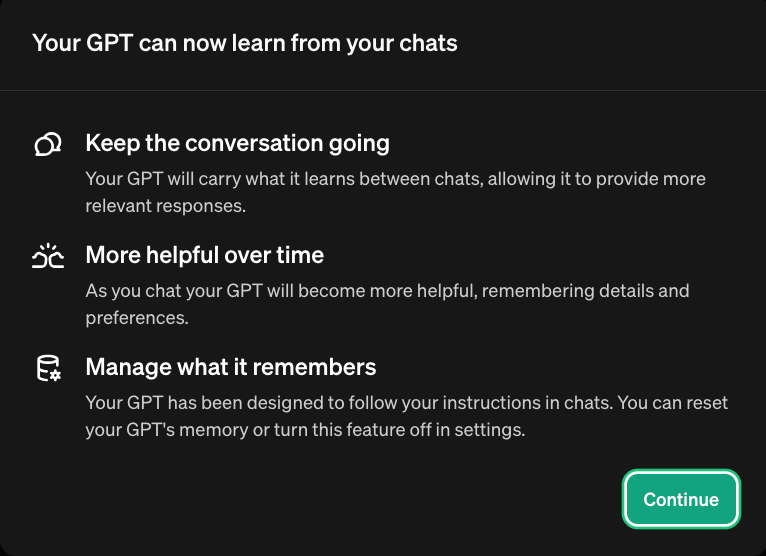 Your GPT can now learn from your chats
Keep the conversation going
Your GPT will carry what it learns between chats, allowing it to provide more
relevant responses.
More helpful over time
As you chat your GPT will become more helpful, remembering details and
preferences.
Manage what it remembers
Your GPT has been designed to follow your instructions in chats. You can reset
your GPT's memory or turn this feature off in settings.
Continue